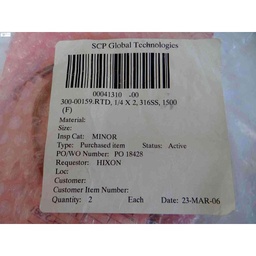 SCP Global Technologies
00041310 -00
300-00159.RTD, 1/4 X 2, 316SS, 1500
(F)
Material:
Size:
Insp Cat: MINOR
Type: Purchased item Status: Active
PO/WO Number: PO 18428
Requestor: HIXON
Loc:
Customer:
Customer Item Number:
Quantity: 2 Each Date: 23-MAR-06